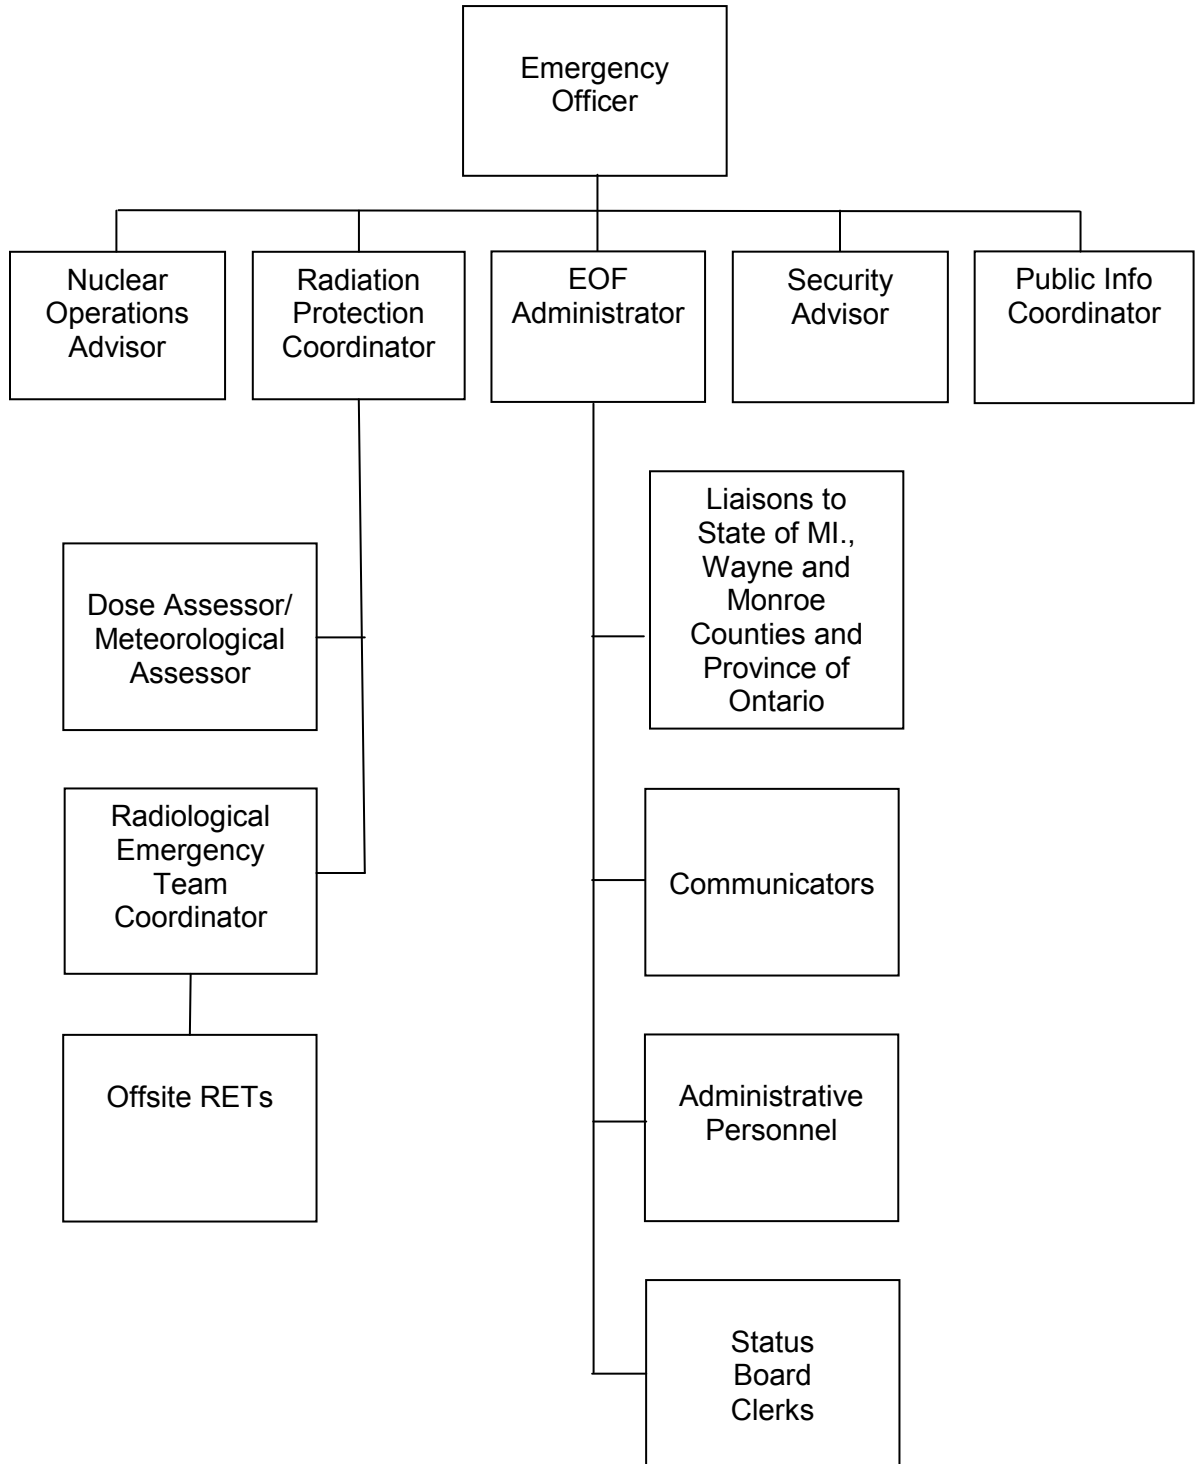 Emergency
Officer
Nuclear
Operations
Advisor
Radiation
Protection
Coordinator
EOF
Administrator
Security
Advisor
Public Info
Coordinator
Liaisons to
State of MI.,
Wayne and
Monroe
Counties and
Province of
Ontario
Dose Assessor/
Meteorological
Assessor
Radiological
Emergency
Team
Coordinator
Communicators
Offsite RETs
Administrative
Personnel
Status
Board
Clerks